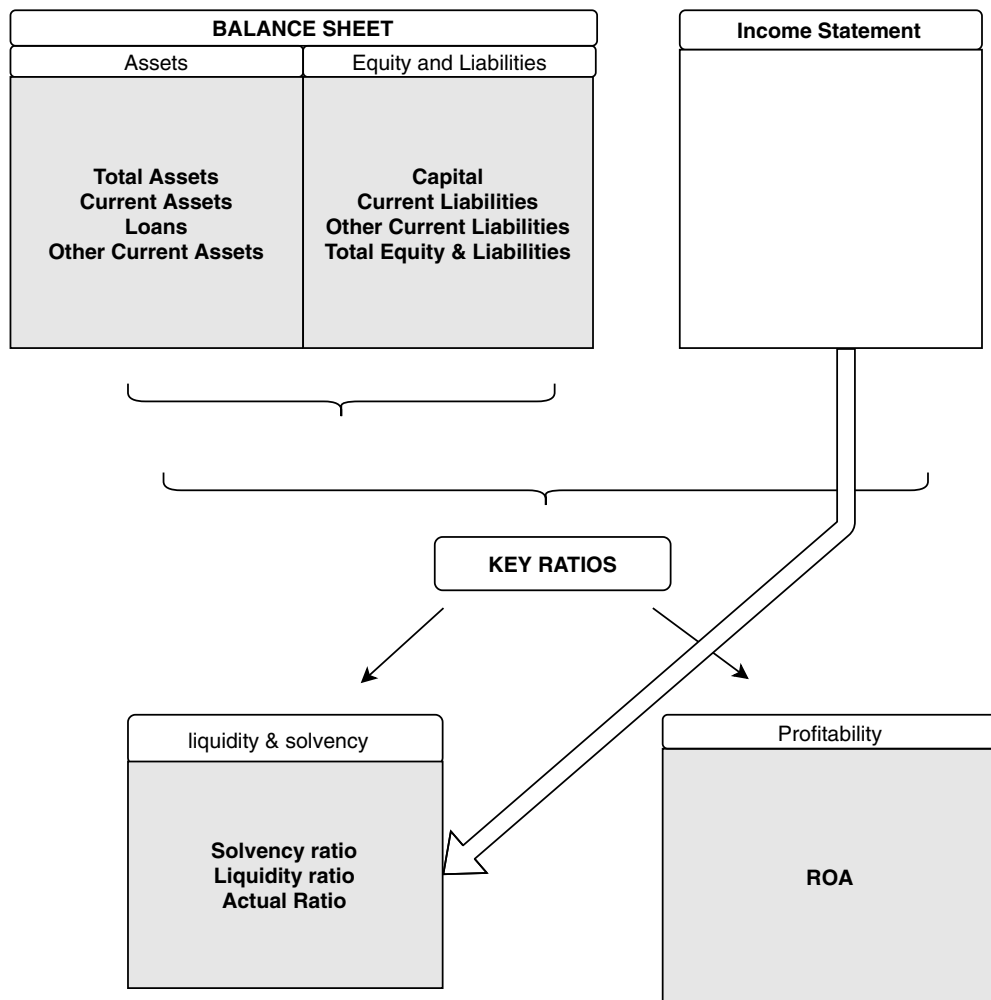 BALANCE SHEET
Assets
Equity and Liabilities
Total Assets
Current Assets
Loans
Other Current Assets
Capital
Current Liabilities
Other Current Liabilities
Total Equity & Liabilities
Income Statement
KEY RATIOS
liquidity & solvency
Solvency ratio
Liquidity ratio
Actual Ratio
Profitability
ROA